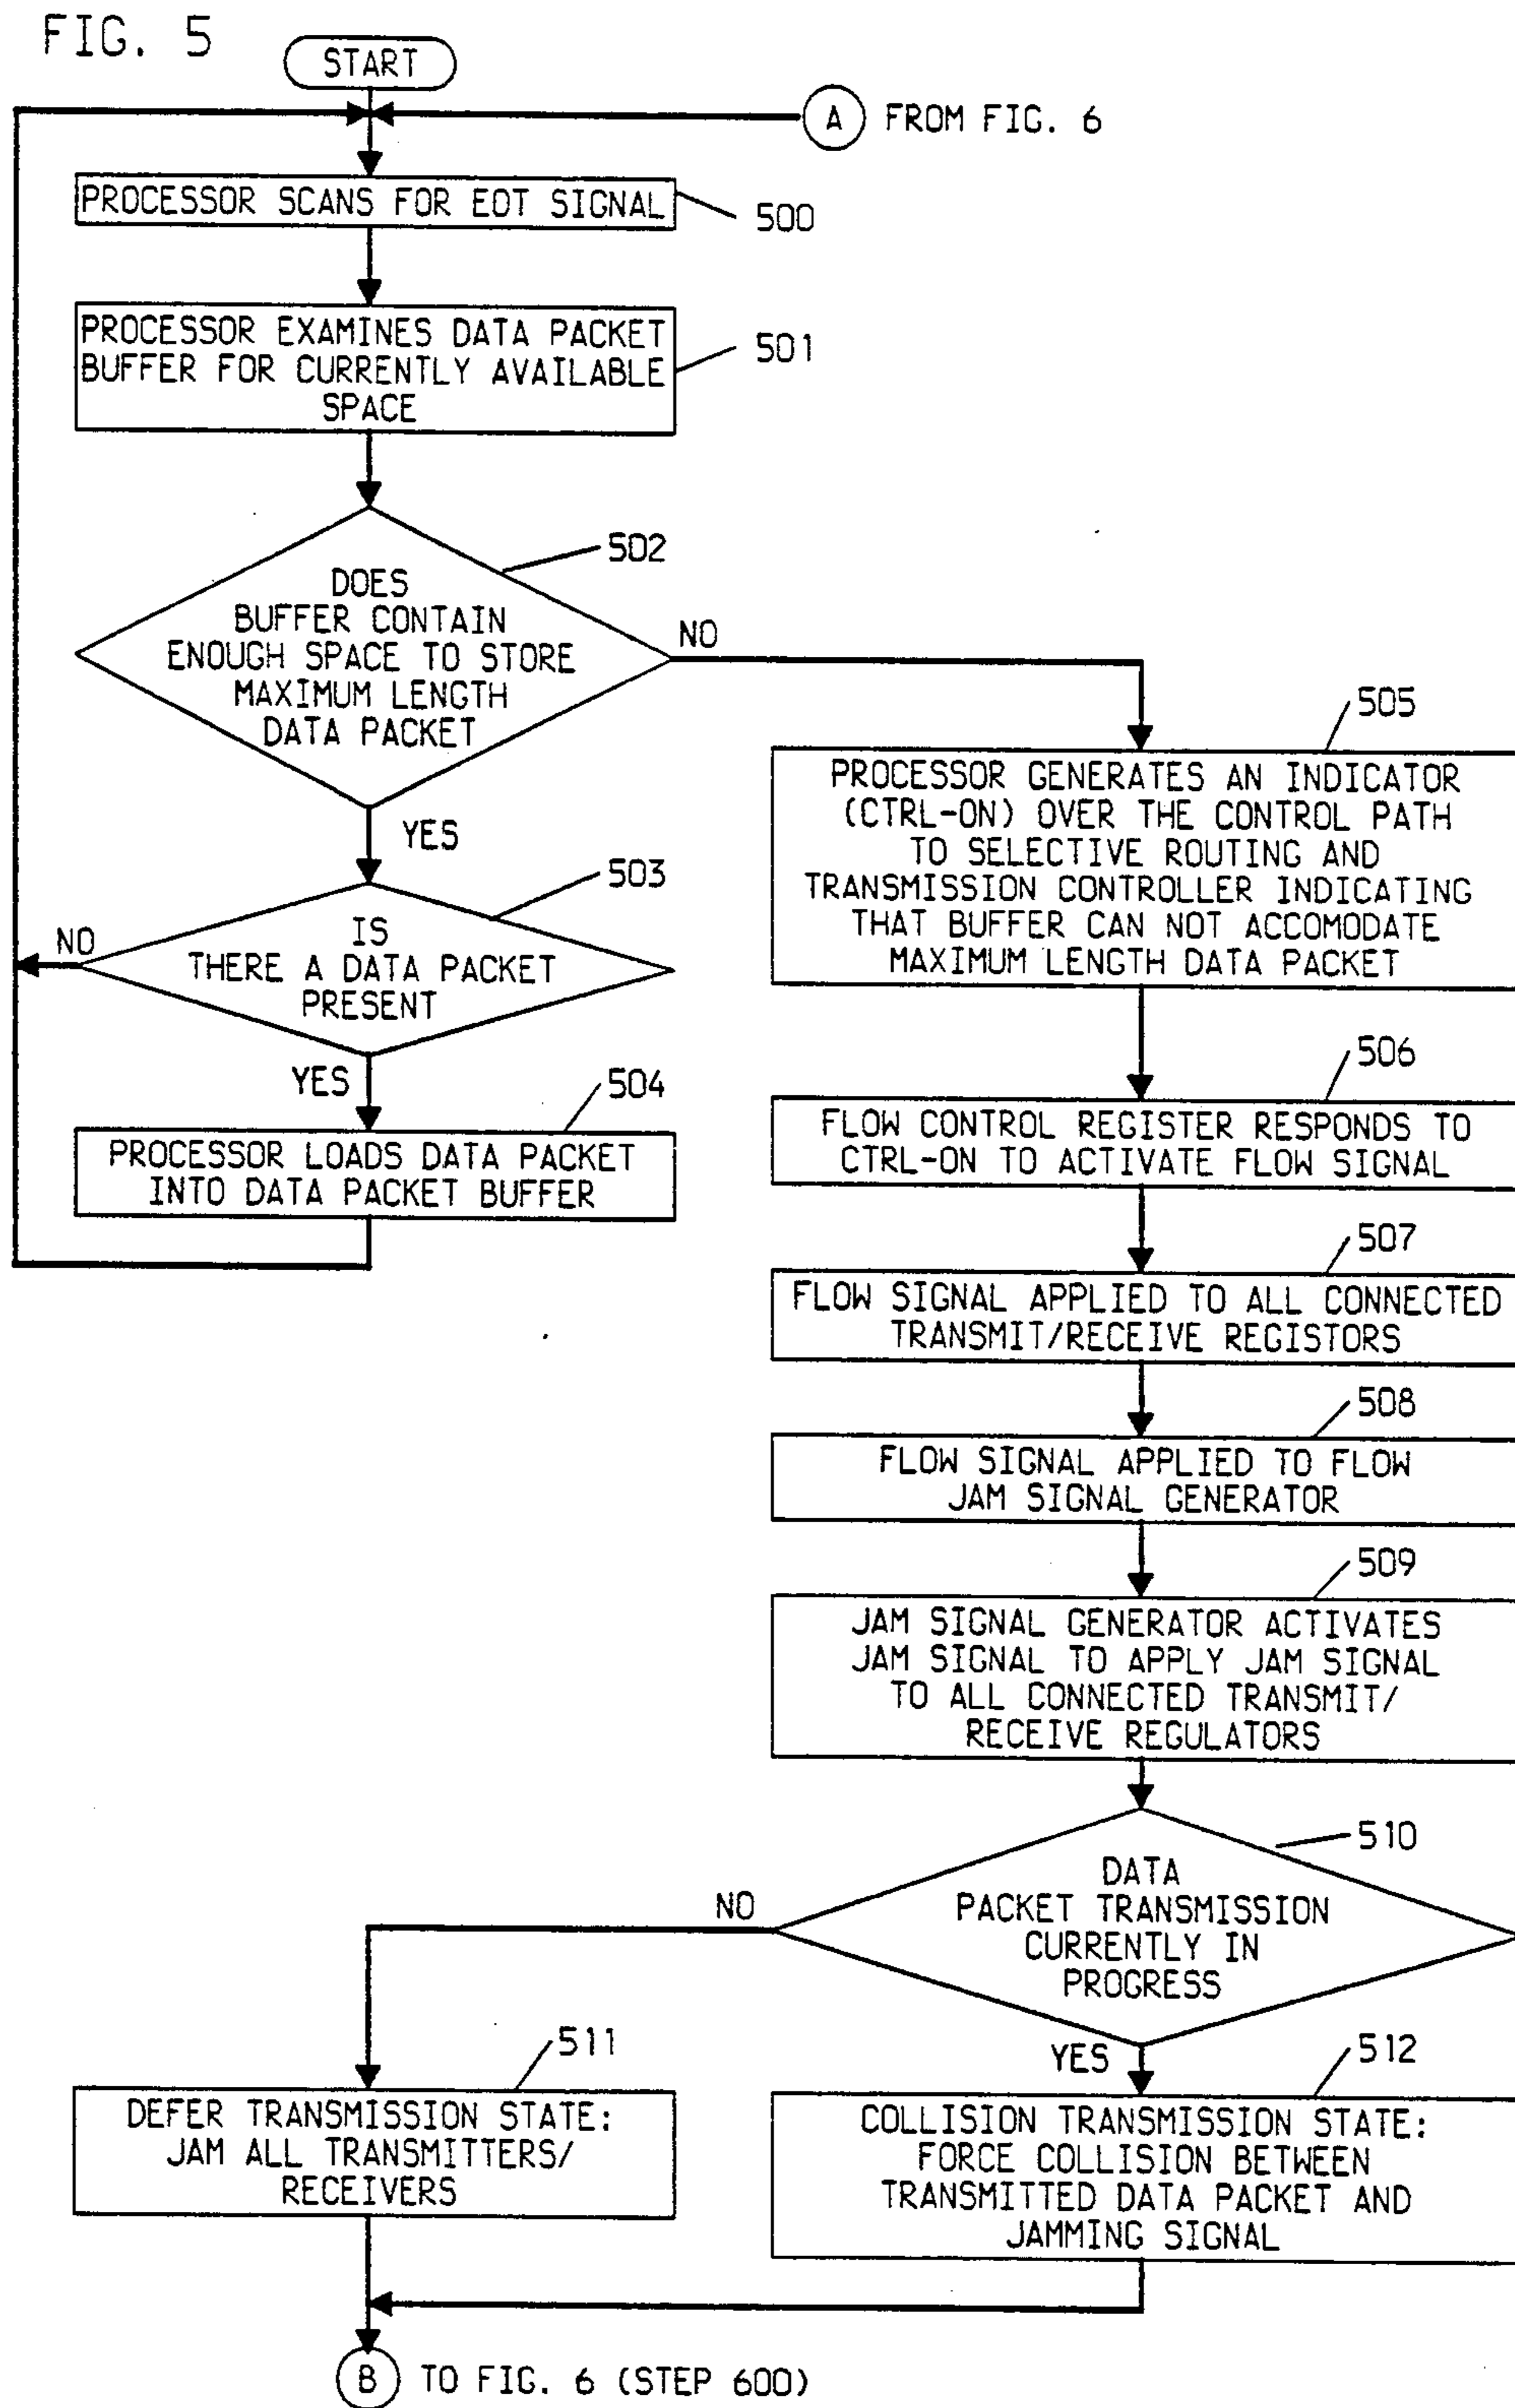 FIG. 5
START
A FROM FIG. 6
PROCESSOR SCANS FOR EOT SIGNAL
500
PROCESSOR EXAMINES DATA PACKET
BUFFER FOR CURRENTLY AVAILABLE
SPACE
501
502
DOES
BUFFER CONTAIN
ENOUGH SPACE TO STORE
MAXIMUM LENGTH
DATA PACKET
NO
YES
503
IS
THERE A DATA PACKET
PRESENT
NO
YES
504
PROCESSOR LOADS DATA PACKET
INTO DATA PACKET BUFFER
505
PROCESSOR GENERATES AN INDICATOR
(CTRL-ON) OVER THE CONTROL PATH
TO SELECTIVE ROUTING AND
TRANSMISSION CONTROLLER INDICATING
THAT BUFFER CAN NOT ACCOMODATE
MAXIMUM LENGTH DATA PACKET
506
FLOW CONTROL REGISTER RESPONDS TO
CTRL-ON TO ACTIVATE FLOW SIGNAL
507
FLOW SIGNAL APPLIED TO ALL CONNECTED
TRANSMIT/RECEIVE REGISTORS
508
FLOW SIGNAL APPLIED TO FLOW
JAM SIGNAL GENERATOR
509
JAM SIGNAL GENERATOR ACTIVATES
JAM SIGNAL TO APPLY JAM SIGNAL
TO ALL CONNECTED TRANSMIT/
RECEIVE REGULATORS
510
DATA
PACKET TRANSMISSION
CURRENTLY IN
PROGRESS
NO
YES
511
DEFER TRANSMISSION STATE:
JAM ALL TRANSMITTERS/
RECEIVERS
512
COLLISION TRANSMISSION STATE:
FORCE COLLISION BETWEEN
TRANSMITTED DATA PACKET AND
JAMMING SIGNAL
B TO FIG. 6 (STEP 600)